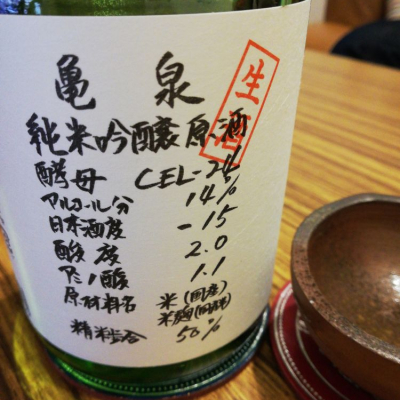 亀泉
生酒
純米吟醸原酒
酵母 CEL-24
アルコール分 14%
日本酒度 -15
酸度 2.0
アミノ酸 1.1
原材料名 米(国産)
米麹(国産米)
精米歩合 50%